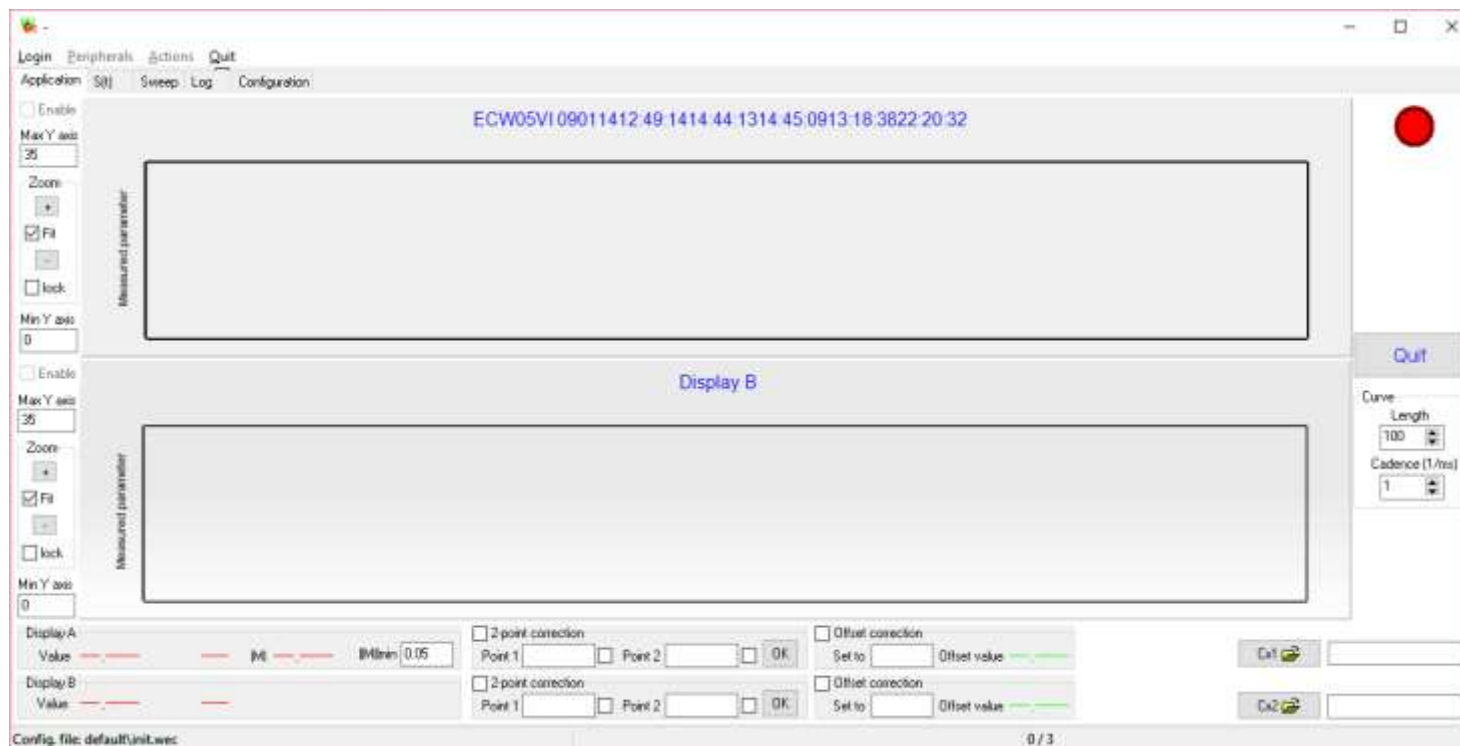 -
Login Peripherals Actions Quit
Application S(t) Sweep Log Configuration
Enable
Max Y axis
35
Zoom
+
Fit
-
lock
Min Y axis
0
ECW05VI:09011412:49:1414:44:1314:45:0913:18:3822:20:32
Measured parameter
Enable
Max Y axis
35
Zoom
+
Fit
-
lock
Min Y axis
0
Display B
Measured parameter
Quit
Curve
Length
100
Cadence (1/ms)
1
Display A
Value --.-- --- |M| --.-- |M|min 0.05
2-point correction
Point 1 Point 2 OK
Offset correction
Set to Offset value --.--
Cx1
Display B
Value --.-- ---
2-point correction
Point 1 Point 2 OK
Offset correction
Set to Offset value --.--
Cx2
Config. file: default\init.wec 0 / 3